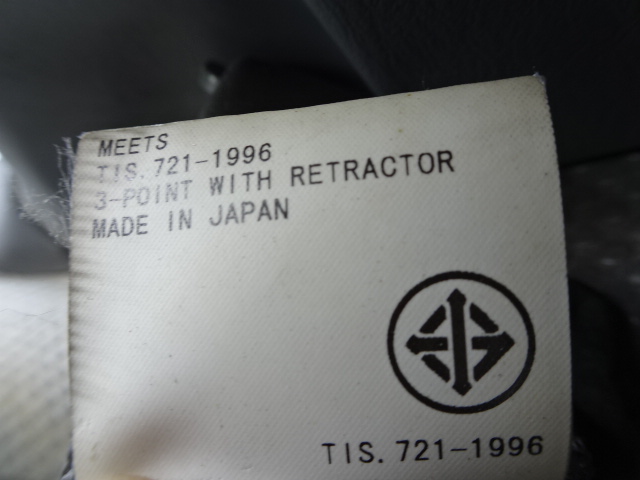 MEETS
TIS. 721-1996
3-POINT WITH RETRACTOR
MADE IN JAPAN
TIS. 721-1996